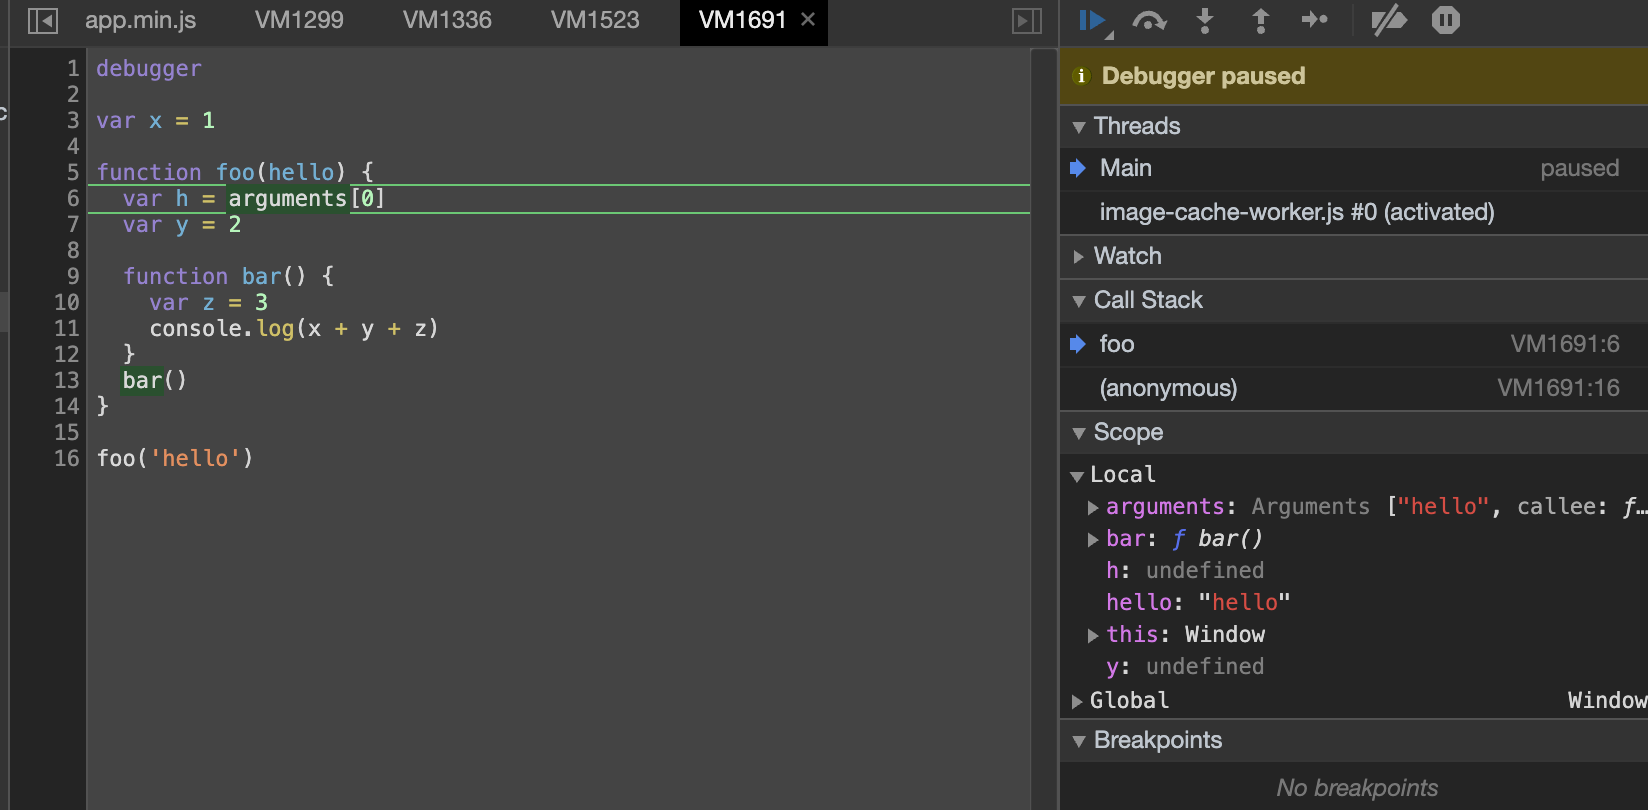 app.min.js VM1299 VM1336 VM1523 VM1691 ×
1 debugger
2
3 var x = 1
4
5 function foo(hello) {
6 var h = arguments[0]
7 var y = 2
8
9 function bar() {
10 var z = 3
11 console.log(x + y + z)
12 }
13 bar()
14 }
15
16 foo('hello')
c
Debugger paused
Threads
Main paused
image-cache-worker.js #0 (activated)
Watch
Call Stack
foo VM1691:6
(anonymous) VM1691:16
Scope
Local
arguments: Arguments ["hello", callee: ƒ…
bar: ƒ bar()
h: undefined
hello: "hello"
this: Window
y: undefined
Global Window
Breakpoints
No breakpoints